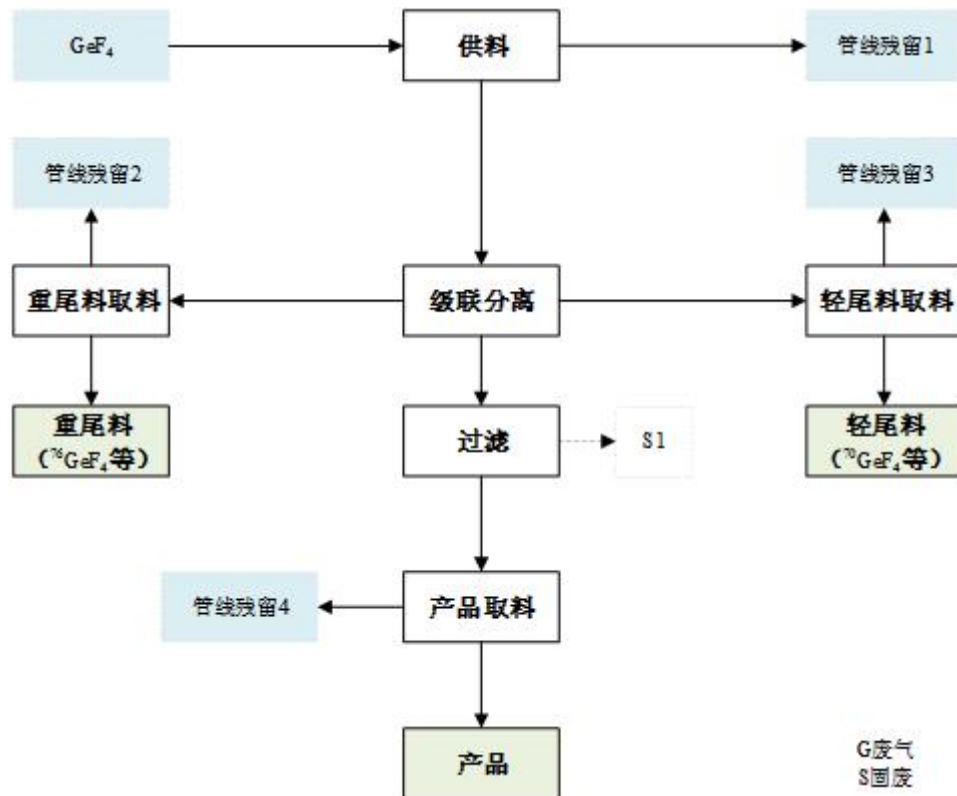 GeF₄
供料
管线残留1
管线残留2
管线残留3
重尾料取料
级联分离
轻尾料取料
重尾料
（⁷⁶GeF₄等）
过滤
S1
轻尾料
（⁷⁰GeF₄等）
管线残留4
产品取料
产品
G废气
S固废